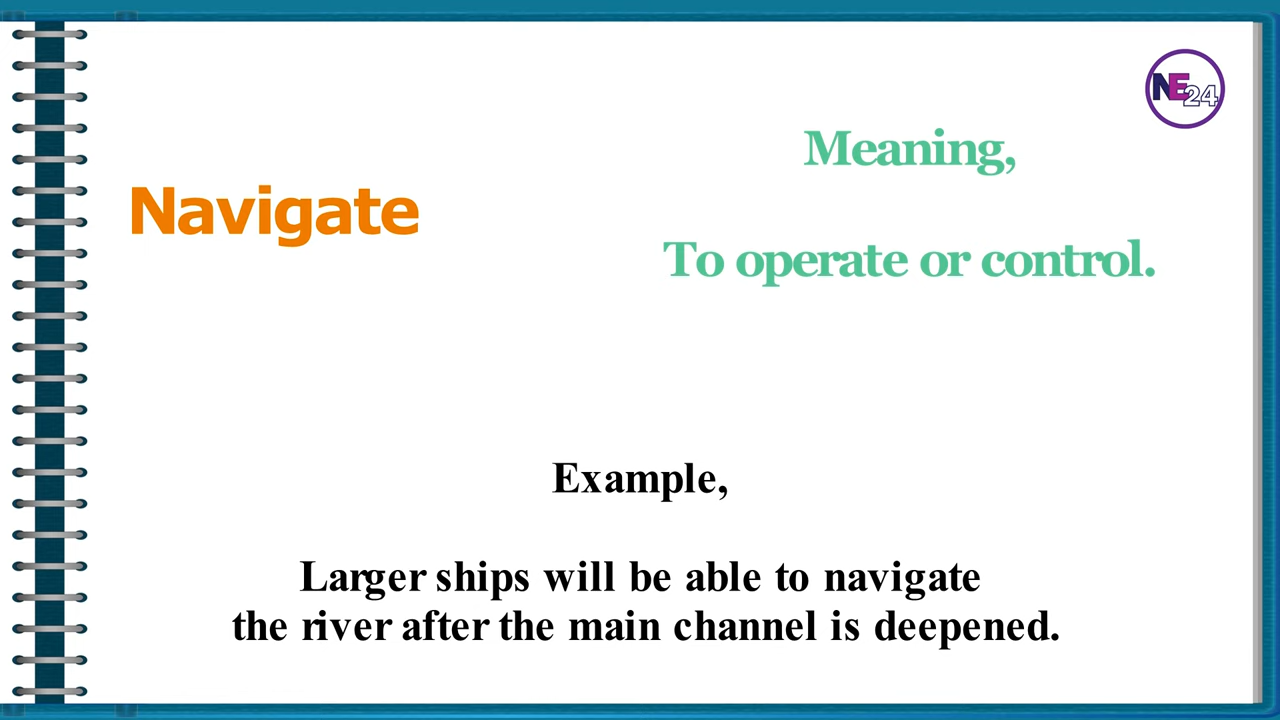 NE24
Navigate
Meaning,
To operate or control.
Example,
Larger ships will be able to navigate
the river after the main channel is deepened.